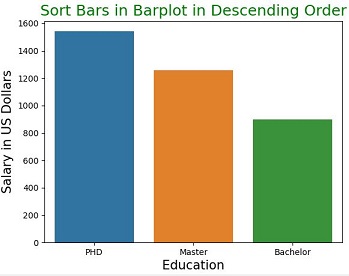 Sort Bars in Barplot in Descending Order
1600
1400
1200
1000
800
600
400
200
0
Salary in US Dollars
PHD Master Bachelor
Education